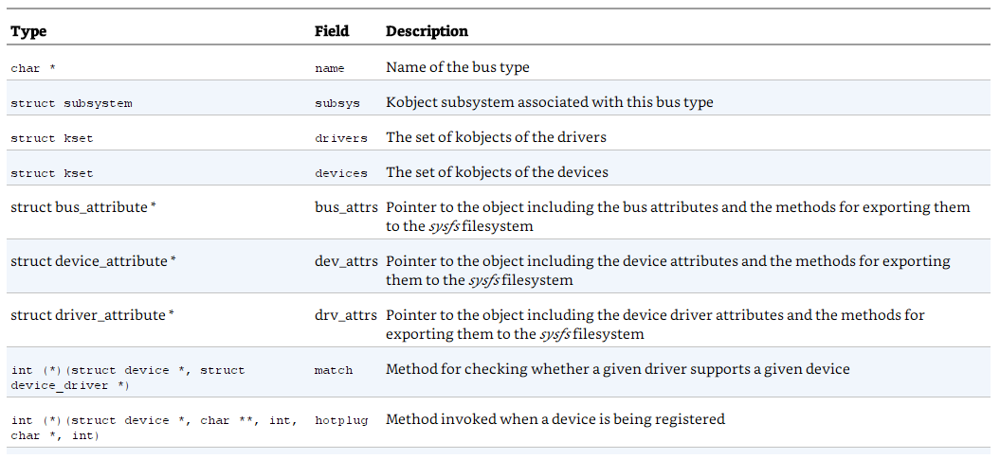 Type Field Description
char * name Name of the bus type
struct subsystem subsys Kobject subsystem associated with this bus type
struct kset drivers The set of kobjects of the drivers
struct kset devices The set of kobjects of the devices
struct bus_attribute * bus_attrs Pointer to the object including the bus attributes and the methods for exporting them
to the sysfs filesystem
struct device_attribute * dev_attrs Pointer to the object including the device attributes and the methods for exporting
them to the sysfs filesystem
struct driver_attribute * drv_attrs Pointer to the object including the device driver attributes and the methods for
exporting them to the sysfs filesystem
int (*)(struct device *, struct match Method for checking whether a given driver supports a given device
device_driver *)
int (*)(struct device *, char **, int, hotplug Method invoked when a device is being registered
char *, int)